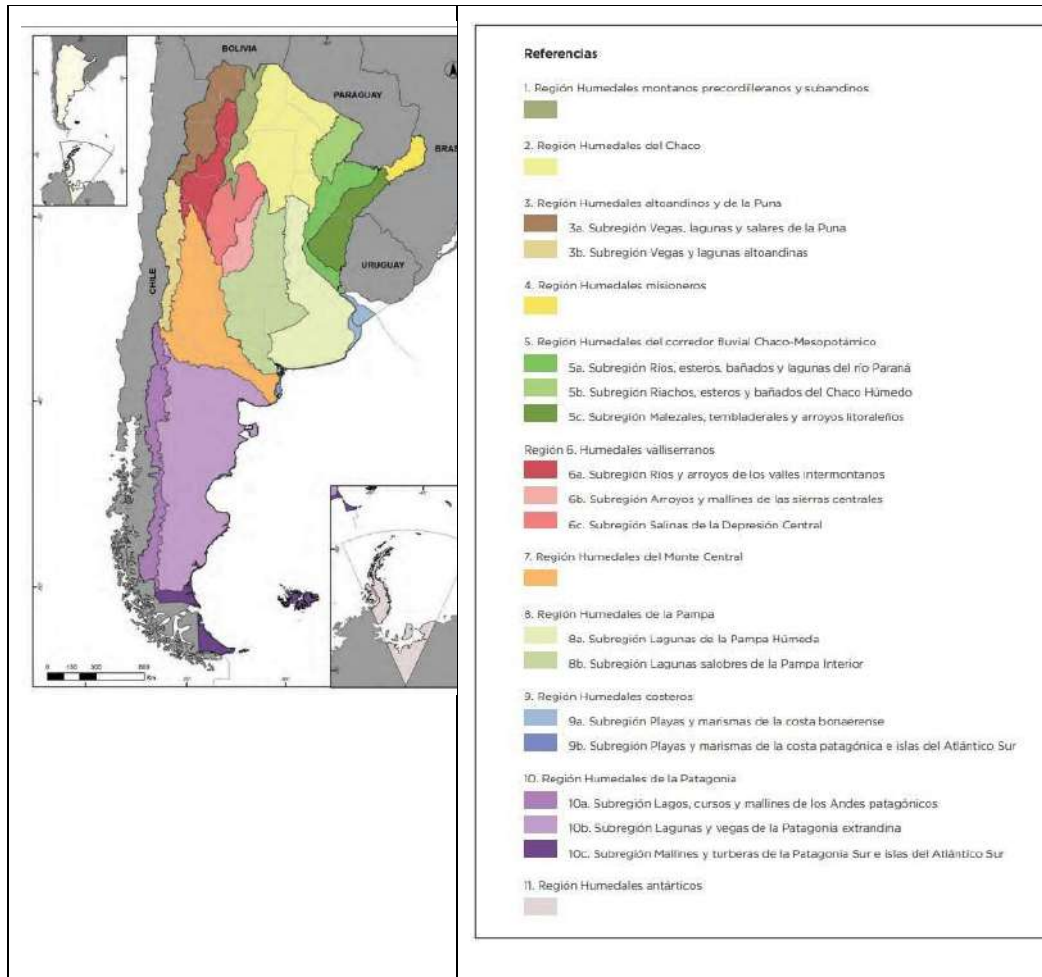 BOLIVIA
PARAGUAY
BRAS
CHILE
URUGUAY
Km
Referencias
1. Región Humedales montanos precordilleranos y subandinos
2. Región Humedales del Chaco
3. Región Humedales altoandinos y de la Puna
3a. Subregión Vegas, lagunas y salares de la Puna
3b. Subregión Vegas y lagunas altoandinas
4. Región Humedales misioneros
5. Región Humedales del corredor fluvial Chaco-Mesopotámico
5a. Subregión Ríos, esteros, bañados y lagunas del río Paraná
5b. Subregión Riachos, esteros y bañados del Chaco Húmedo
5c. Subregión Malezales, tembladerales y arroyos litoraleños
Región 6. Humedales valliserranos
6a. Subregión Ríos y arroyos de los valles intermontanos
6b. Subregión Arroyos y mallines de las sierras centrales
6c. Subregión Salinas de la Depresión Central
7. Región Humedales del Monte Central
8. Región Humedales de la Pampa
8a. Subregión Lagunas de la Pampa Húmeda
8b. Subregión Lagunas salobres de la Pampa Interior
9. Región Humedales costeros
9a. Subregión Playas y marismas de la costa bonaerense
9b. Subregión Playas y marismas de la costa patagónica e islas del Atlántico Sur
10. Región Humedales de la Patagonia
10a. Subregión Lagos, cursos y mallines de los Andes patagónicos
10b. Subregión Lagunas y vegas de la Patagonia extrandina
10c. Subregión Mallines y turberas de la Patagonia Sur e islas del Atlántico Sur
11. Región Humedales antárticos